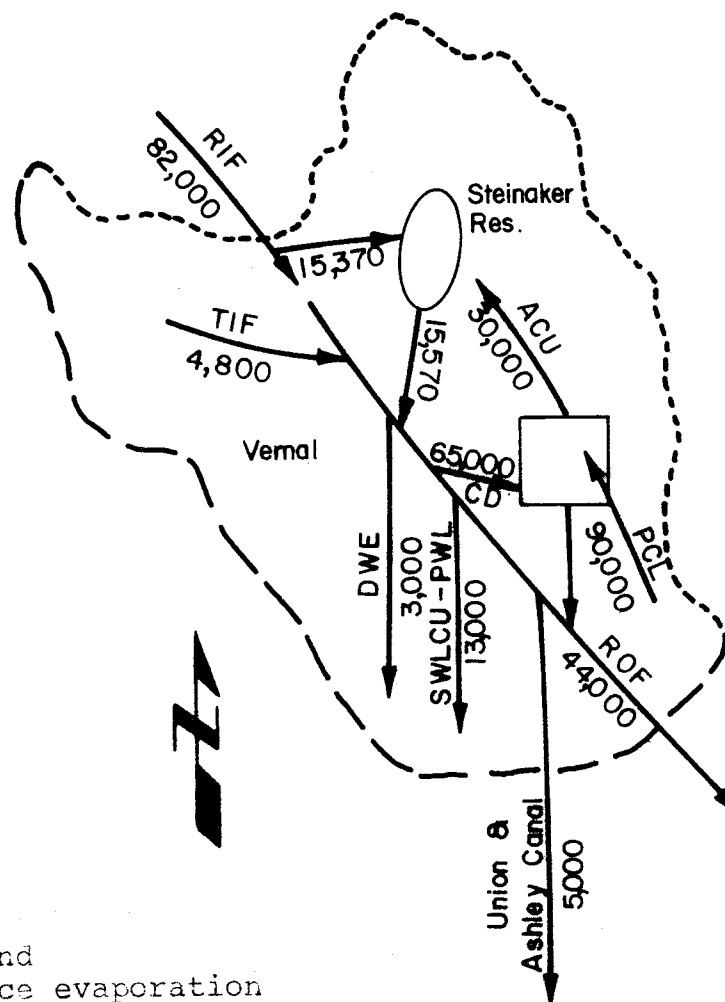 RIF
82,000
Steinaker
Res.
15,370
TIF
4,800
15,570
ACU
30,000
Vernal
65,000
CD
DWE
3,000
SWLCU-PWL
13,000
PCL
90,000
ROF
44,000
Union &
Ashley Canal
5,000
nd
ce evaporation